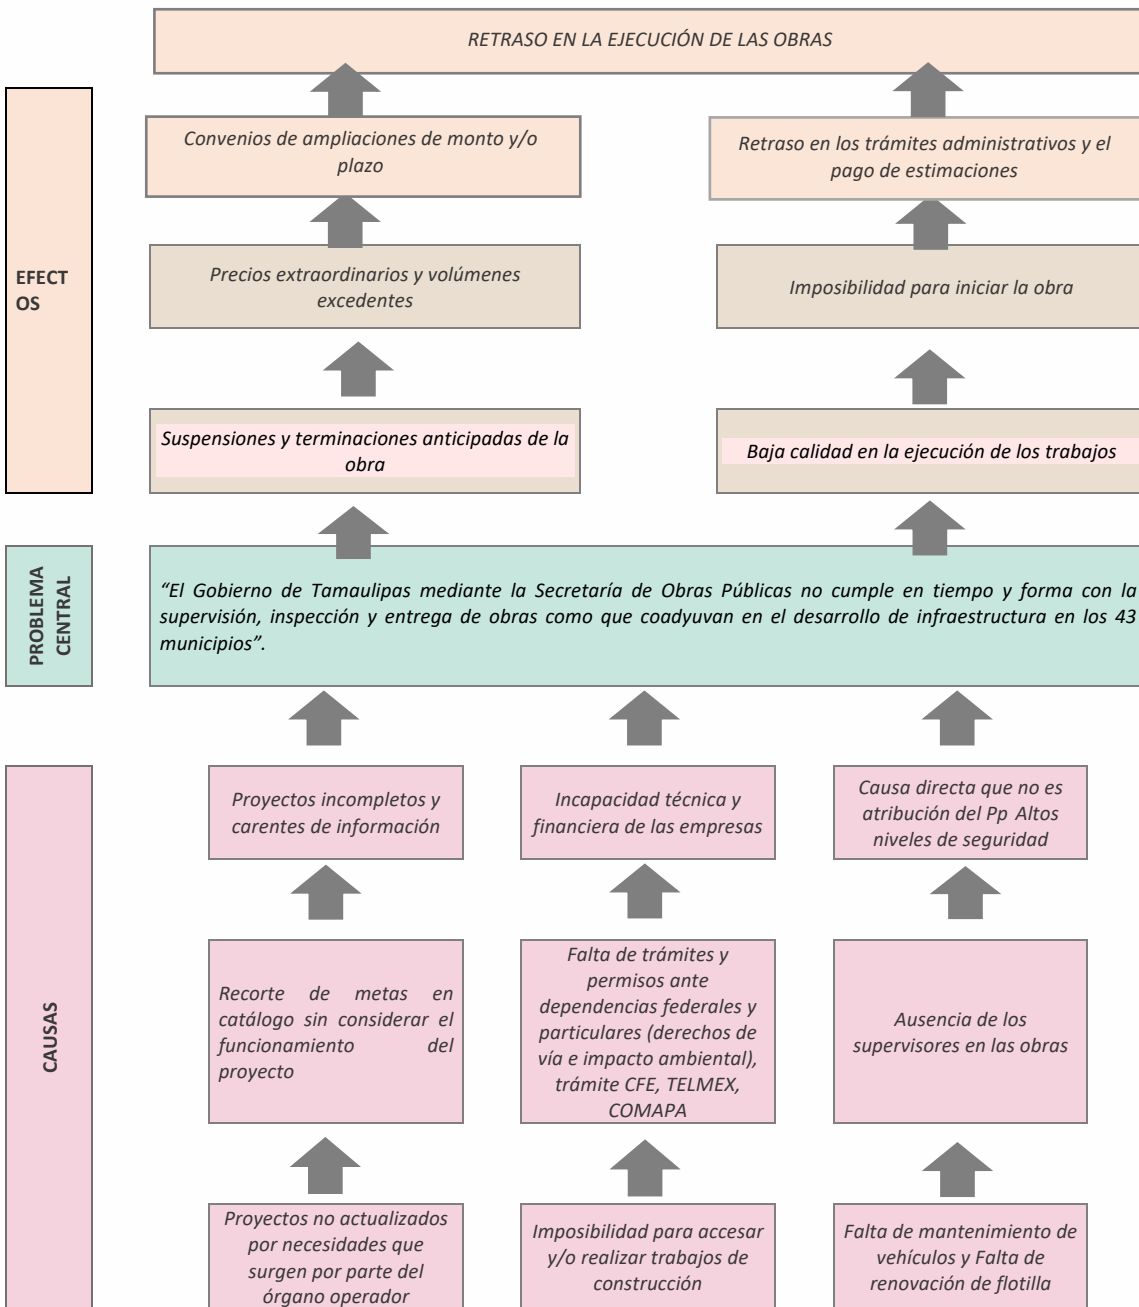 RETRASO EN LA EJECUCIÓN DE LAS OBRAS
EFECT
OS
Convenios de ampliaciones de monto y/o
plazo
Retraso en los trámites administrativos y el
pago de estimaciones
Precios extraordinarios y volúmenes
excedentes
Imposibilidad para iniciar la obra
Suspensiones y terminaciones anticipadas de la
obra
Baja calidad en la ejecución de los trabajos
PROBLEMA
CENTRAL
“El Gobierno de Tamaulipas mediante la Secretaría de Obras Públicas no cumple en tiempo y forma con la
supervisión, inspección y entrega de obras como que coadyuvan en el desarrollo de infraestructura en los 43
municipios”.
CAUSAS
Proyectos incompletos y
carentes de información
Incapacidad técnica y
financiera de las empresas
Causa directa que no es
atribución del Pp Altos
niveles de seguridad
Recorte de metas en
catálogo sin considerar el
funcionamiento del
proyecto
Falta de trámites y
permisos ante
dependencias federales y
particulares (derechos de
vía e impacto ambiental),
trámite CFE, TELMEX,
COMAPA
Ausencia de los
supervisores en las obras
Proyectos no actualizados
por necesidades que
surgen por parte del
órgano operador
Imposibilidad para accesar
y/o realizar trabajos de
construcción
Falta de mantenimiento de
vehículos y Falta de
renovación de flotilla